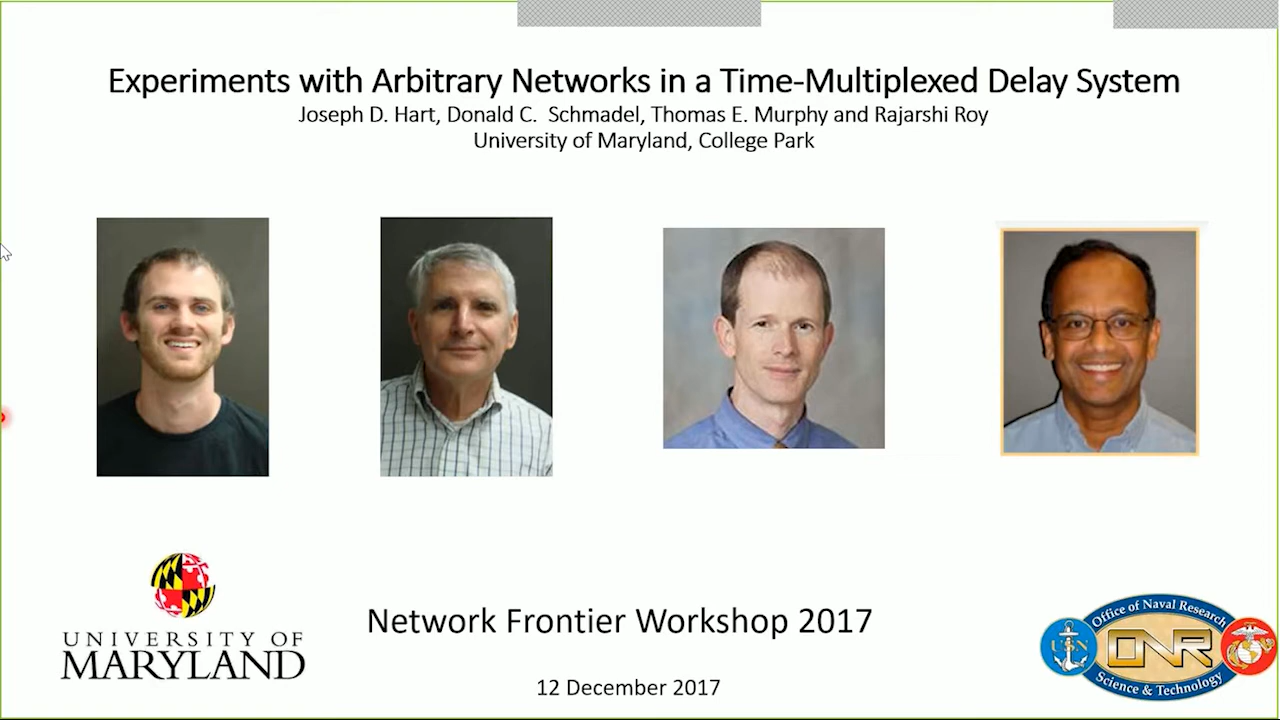 Experiments with Arbitrary Networks in a Time-Multiplexed Delay System
Joseph D. Hart, Donald C. Schmadel, Thomas E. Murphy and Rajarshi Roy
University of Maryland, College Park
UNIVERSITY OF
MARYLAND
Network Frontier Workshop 2017
12 December 2017
Office of Naval Research
USN
ONR
Science & Technology